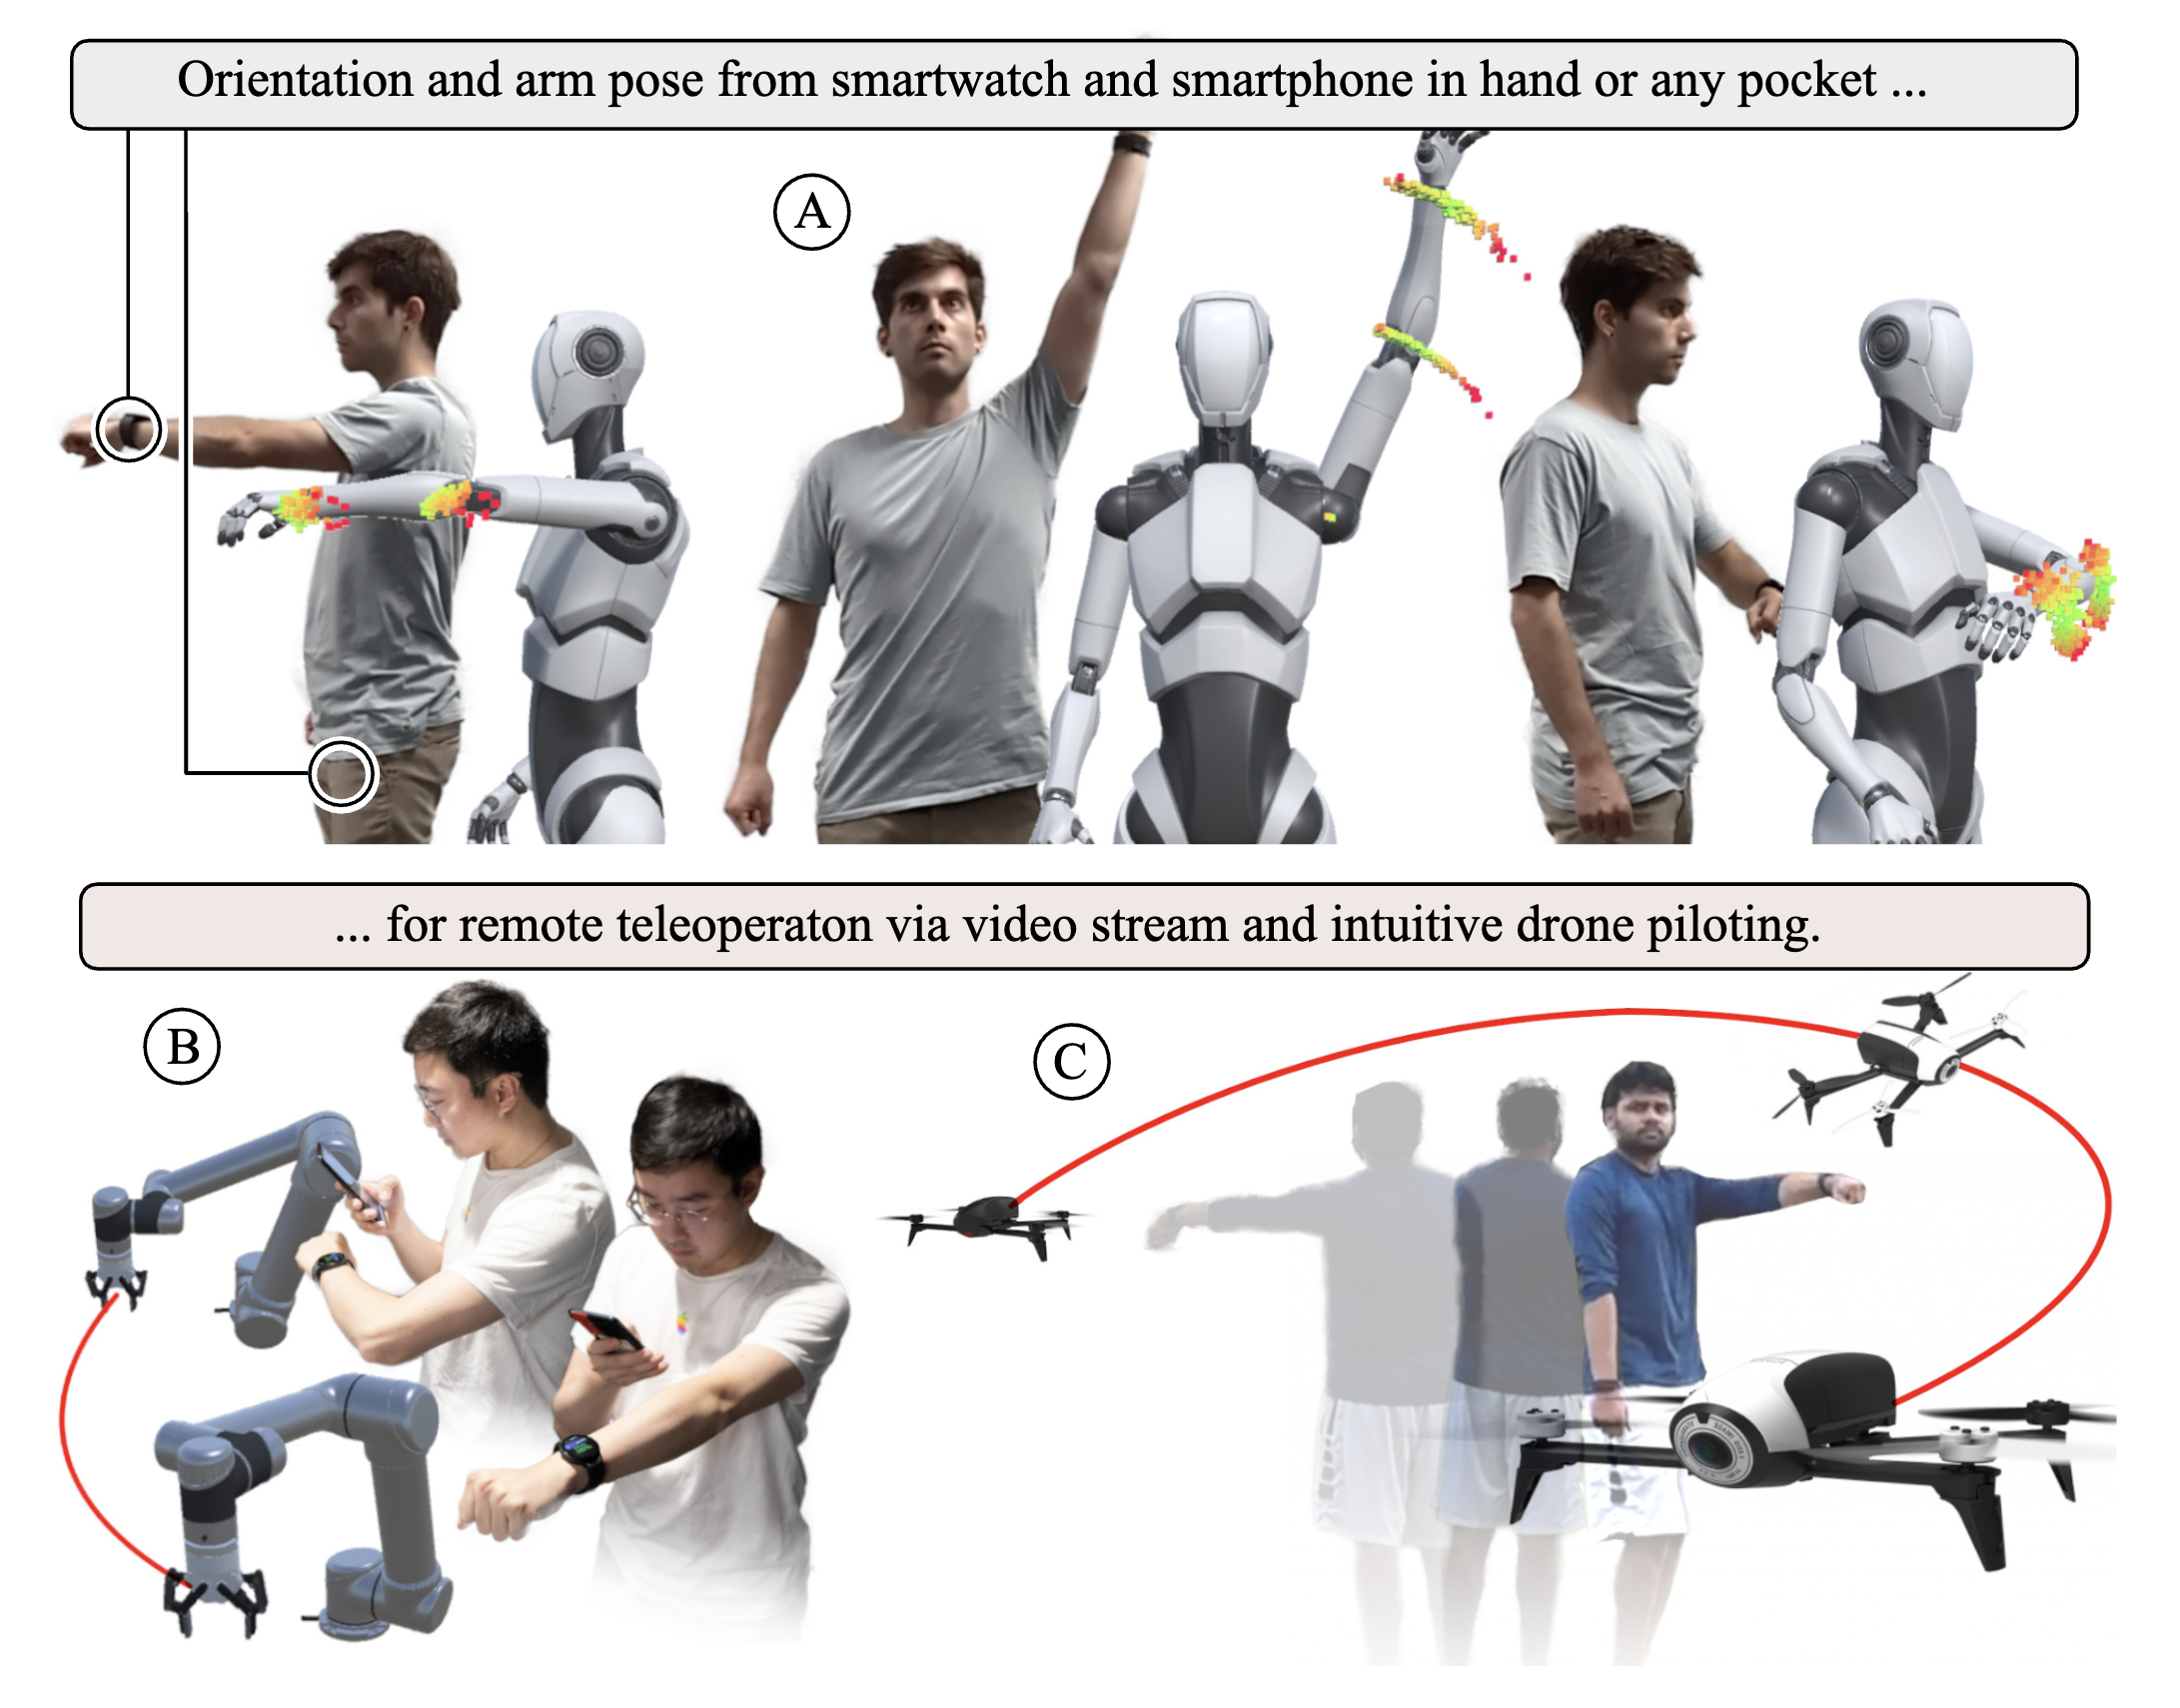 Orientation and arm pose from smartwatch and smartphone in hand or any pocket ...
A
... for remote teleoperaton via video stream and intuitive drone piloting.
B
C